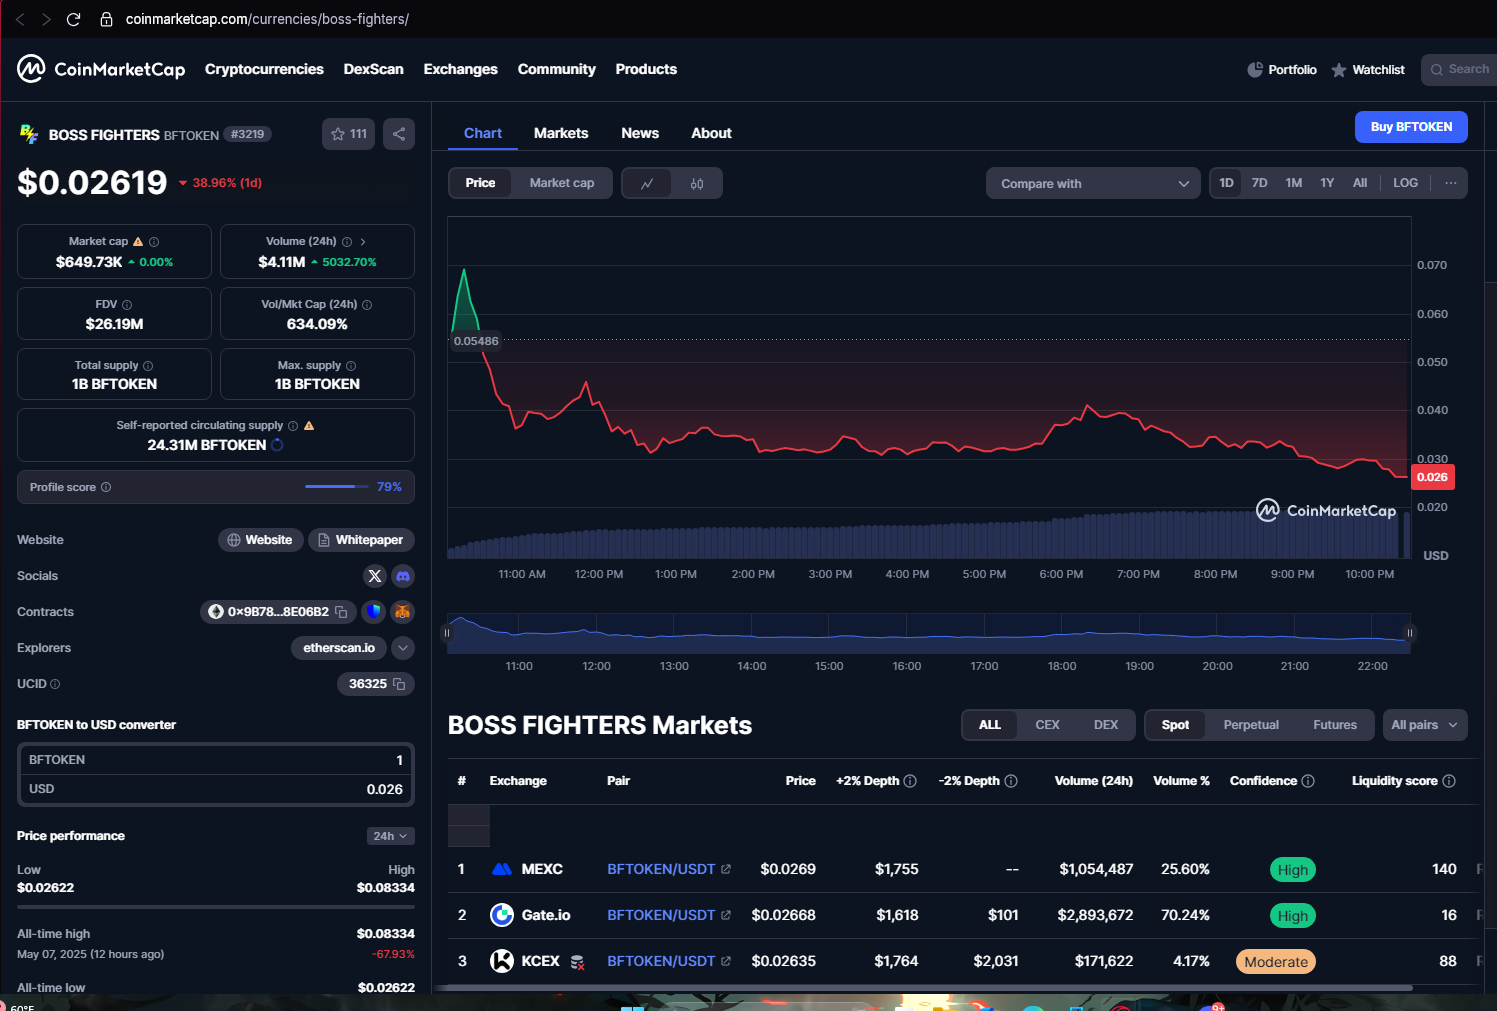 coinmarketcap.com/currencies/boss-fighters/
CoinMarketCap Cryptocurrencies DexScan Exchanges Community Products Portfolio Watchlist Search
BOSS FIGHTERS BFTOKEN #3219 111
$0.02619 38.96% (1d)
Market cap
$649.73K 0.00%
Volume (24h)
$4.11M 5032.70%
FDV
$26.19M
Vol/Mkt Cap (24h)
634.09%
Total supply
1B BFTOKEN
Max. supply
1B BFTOKEN
Self-reported circulating supply
24.31M BFTOKEN
Profile score 79%
Website Website Whitepaper
Socials
Contracts 0×9B78...8E06B2
Explorers etherscan.io
UCID 36325
BFTOKEN to USD converter
BFTOKEN 1
USD 0.026
Price performance 24h
Low High
$0.02622 $0.08334
All-time high $0.08334
May 07, 2025 (12 hours ago) -67.93%
All-time low $0.02622
60°F
Chart Markets News About Buy BFTOKEN
Price Market cap Compare with 1D 7D 1M 1Y All LOG ...
0.070
0.060
0.05486
0.050
0.040
0.030
0.026
0.020
CoinMarketCap
USD
11:00 AM 12:00 PM 1:00 PM 2:00 PM 3:00 PM 4:00 PM 5:00 PM 6:00 PM 7:00 PM 8:00 PM 9:00 PM 10:00 PM
11:00 12:00 13:00 14:00 15:00 16:00 17:00 18:00 19:00 20:00 21:00 22:00
BOSS FIGHTERS Markets ALL CEX DEX Spot Perpetual Futures All pairs
# Exchange Pair Price +2% Depth -2% Depth Volume (24h) Volume % Confidence Liquidity score
1 MEXC BFTOKEN/USDT $0.0269 $1,755 -- $1,054,487 25.60% High 140
2 Gate.io BFTOKEN/USDT $0.02668 $1,618 $101 $2,893,672 70.24% High 16
3 KCEX BFTOKEN/USDT $0.02635 $1,764 $2,031 $171,622 4.17% Moderate 88
9+